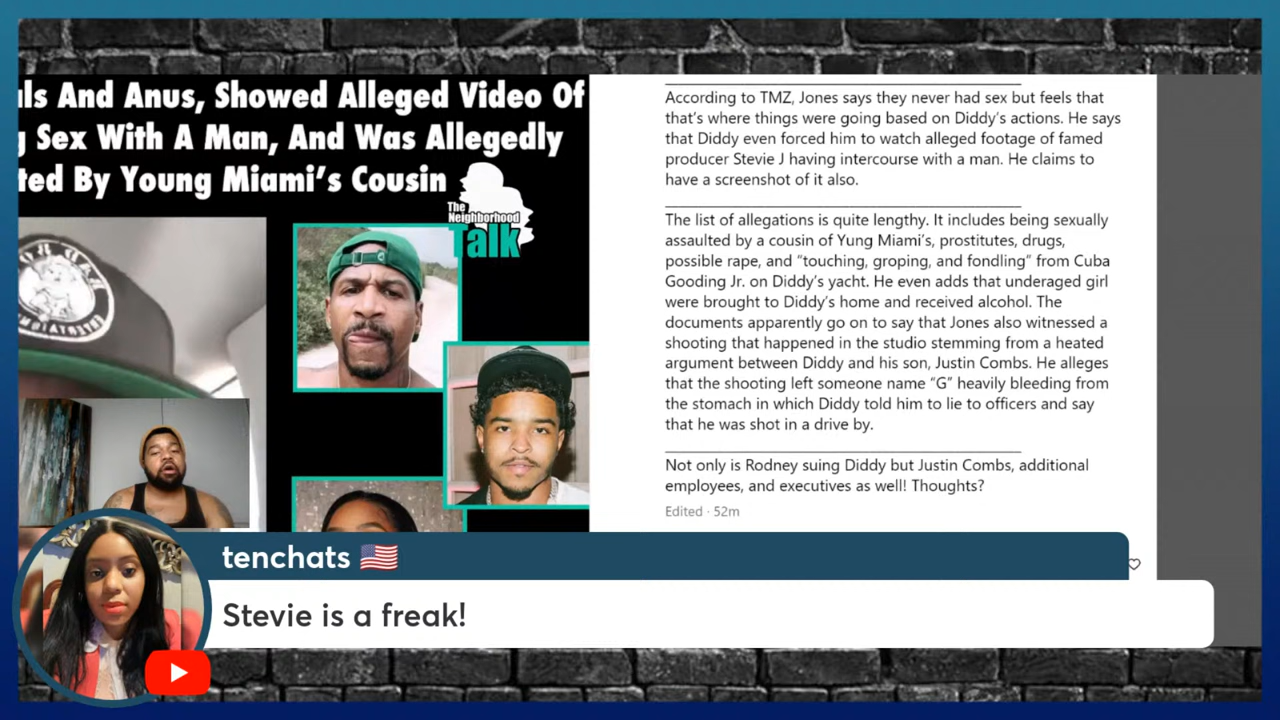 ls And Anus, Showed Alleged Video Of
Sex With A Man, And Was Allegedly
ted By Young Miami's Cousin
The
Neighborhood
Talk
According to TMZ, Jones says they never had sex but feels that
that's where things were going based on Diddy's actions. He says
that Diddy even forced him to watch alleged footage of famed
producer Stevie J having intercourse with a man. He claims to
have a screenshot of it also.
The list of allegations is quite lengthy. It includes being sexually
assaulted by a cousin of Yung Miami's, prostitutes, drugs,
possible rape, and “touching, groping, and fondling” from Cuba
Gooding Jr. on Diddy's yacht. He even adds that underaged girl
were brought to Diddy's home and received alcohol. The
documents apparently go on to say that Jones also witnessed a
shooting that happened in the studio stemming from a heated
argument between Diddy and his son, Justin Combs. He alleges
that the shooting left someone name “G” heavily bleeding from
the stomach in which Diddy told him to lie to officers and say
that he was shot in a drive by.
Not only is Rodney suing Diddy but Justin Combs, additional
employees, and executives as well! Thoughts?
Edited · 52m
tenchats 🇺🇸
Stevie is a freak!